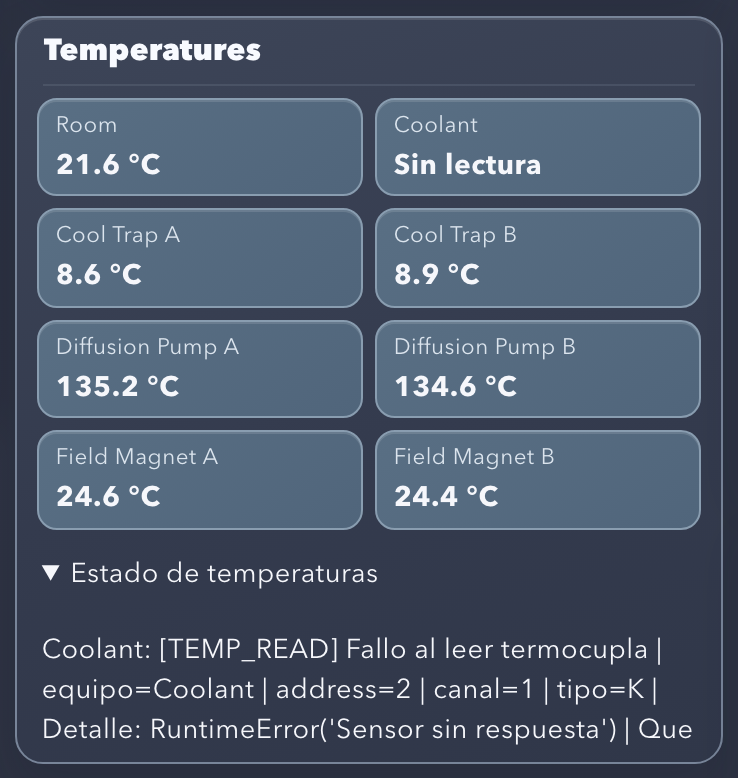 Temperatures
Room
21.6 °C
Coolant
Sin lectura
Cool Trap A
8.6 °C
Cool Trap B
8.9 °C
Diffusion Pump A
135.2 °C
Diffusion Pump B
134.6 °C
Field Magnet A
24.6 °C
Field Magnet B
24.4 °C
▼ Estado de temperaturas
Coolant: [TEMP_READ] Fallo al leer termocupla |
equipo=Coolant | address=2 | canal=1 | tipo=K |
Detalle: RuntimeError('Sensor sin respuesta') | Que